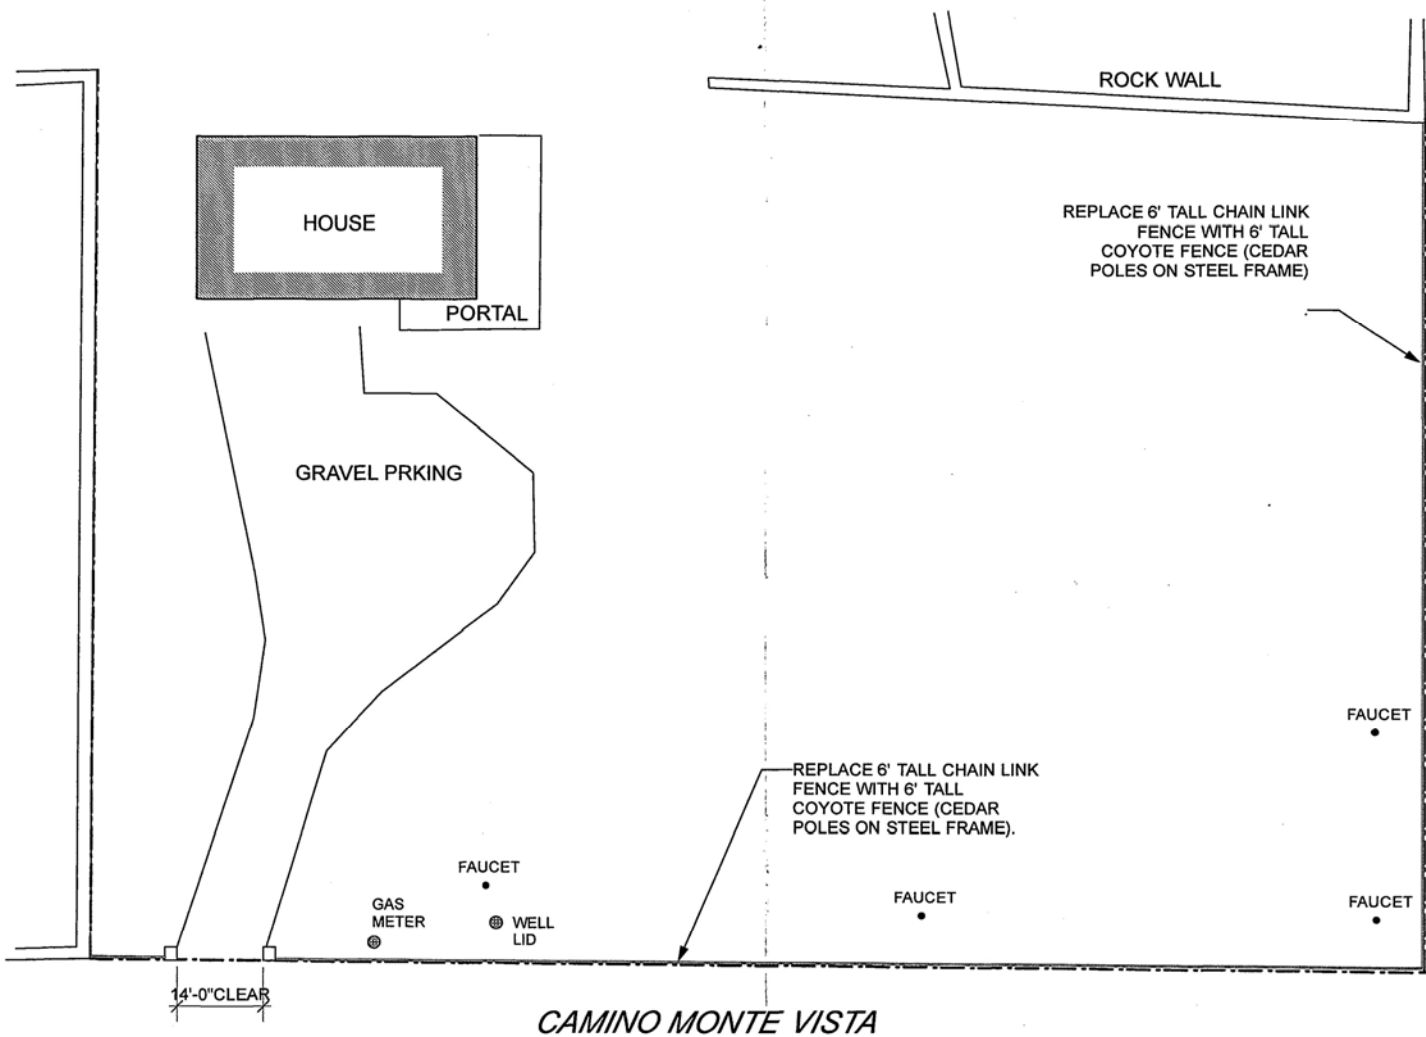 ROCK WALL
HOUSE
REPLACE 6' TALL CHAIN LINK
FENCE WITH 6' TALL
COYOTE FENCE (CEDAR
POLES ON STEEL FRAME)
PORTAL
GRAVEL PRKING
FAUCET
REPLACE 6' TALL CHAIN LINK
FENCE WITH 6' TALL
COYOTE FENCE (CEDAR
POLES ON STEEL FRAME).
FAUCET
GAS
METER
WELL
LID
FAUCET
FAUCET
14'-0"CLEAR
CAMINO MONTE VISTA